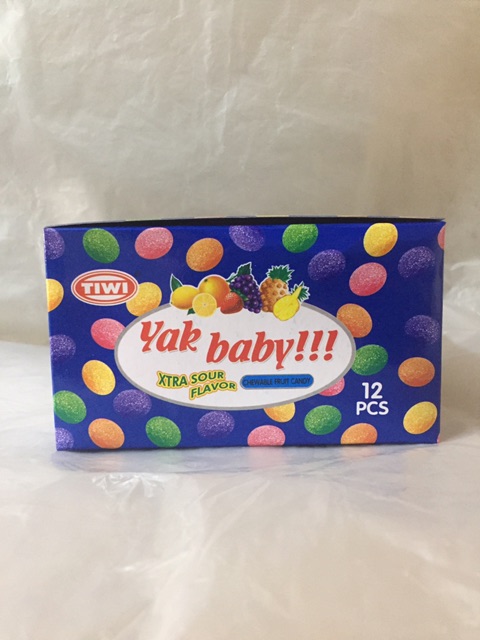 TIWI
Yak baby!!!
XTRA SOUR FLAVOR
CHEWABLE FRUIT CANDY
12
PCS